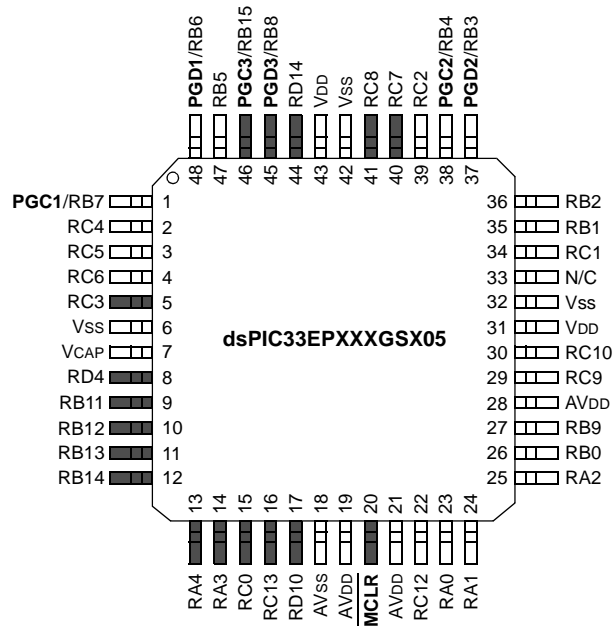 PGD1/RB6
RB5
PGC3/RB15
PGD3/RB8
RD14
VDD
VSS
RC8
RC7
RC2
PGC2/RB4
PGD2/RB3
48 47 46 45 44 43 42 41 40 39 38 37
PGC1/RB7 1
RC4 2
RC5 3
RC6 4
RC3 5
VSS 6
VCAP 7
RD4 8
RB11 9
RB12 10
RB13 11
RB14 12
dsPIC33EPXXXGSX05
36 RB2
35 RB1
34 RC1
33 N/C
32 Vss
31 VDD
30 RC10
29 RC9
28 AVDD
27 RB9
26 RB0
25 RA2
13 14 15 16 17 18 19 20 21 22 23 24
RA4
RA3
RC0
RC13
RD10
AVSS
AVDD
MCLR
AVDD
RC12
RA0
RA1